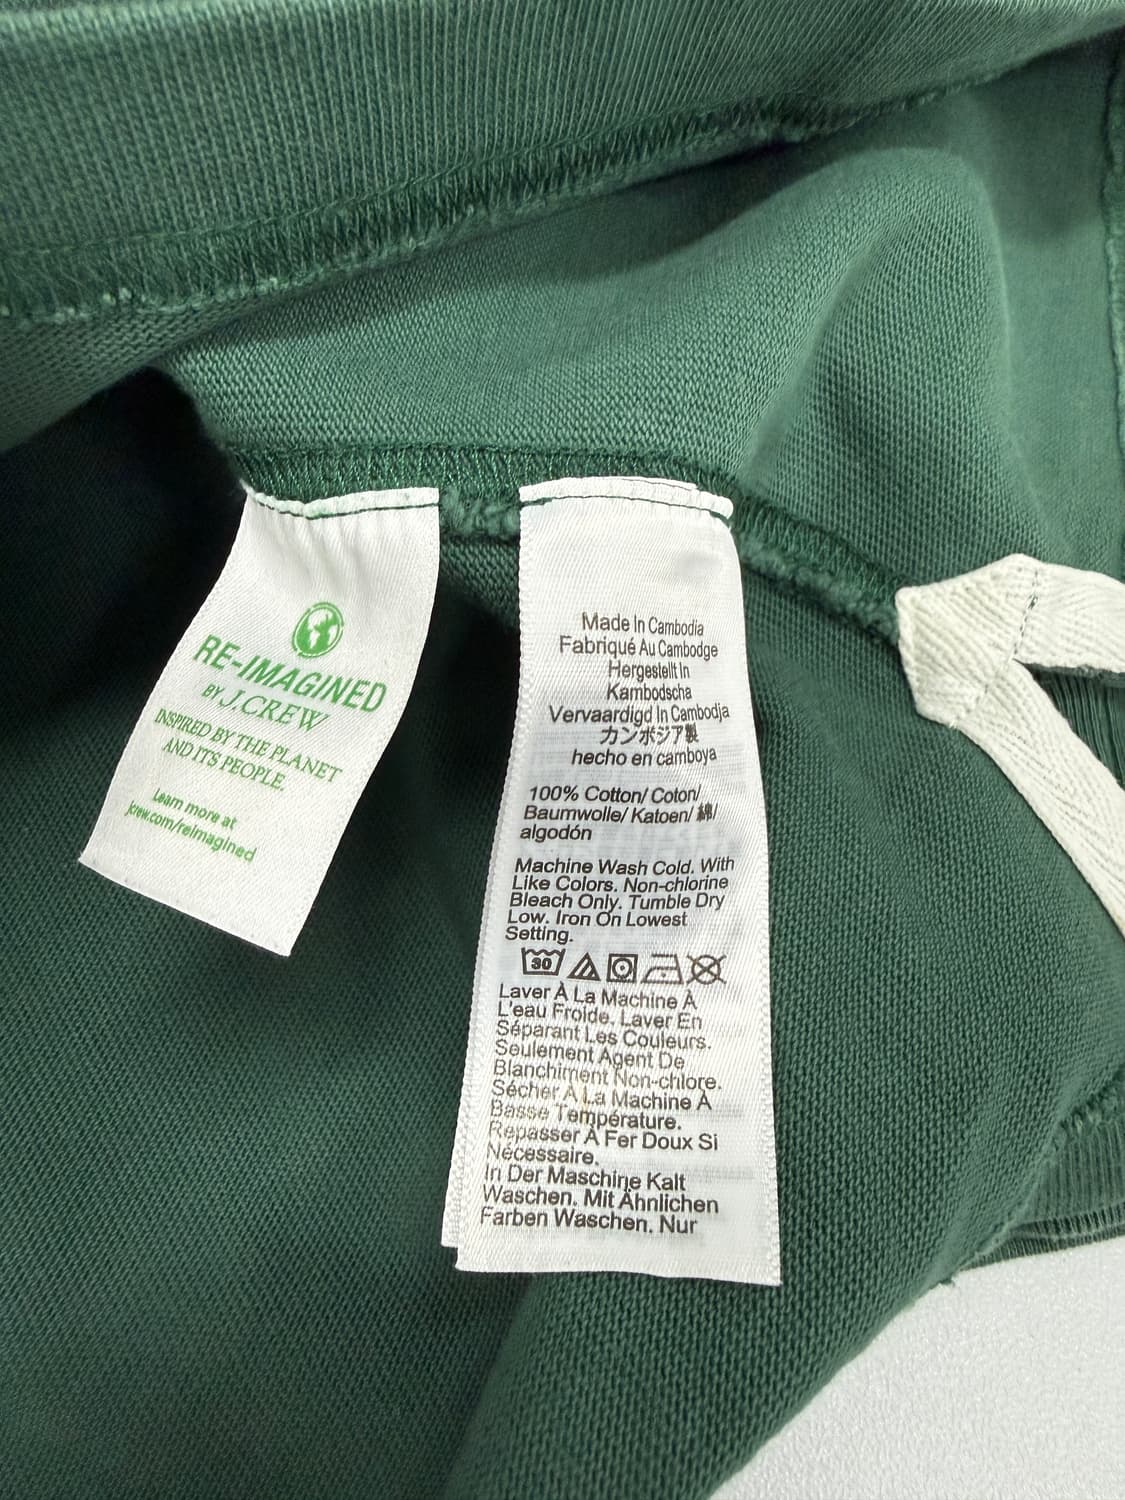 RE-IMAGINED
BY J.CREW
INSPIRED BY THE PLANET
AND ITS PEOPLE.
Learn more at
jcrew.com/reimagined
Made In Cambodia
Fabriqué Au Cambodge
Hergestellt In
Kambodscha
Vervaardigd In Cambodja
カンボジア製
hecho en camboya
100% Cotton/ Coton/
Baumwolle/ Katoen/ 綿/
algodón
Machine Wash Cold. With
Like Colors. Non-chlorine
Bleach Only. Tumble Dry
Low. Iron On Lowest
Setting.
30
Laver À La Machine À
L'eau Froide. Laver En
Séparant Les Couleurs.
Seulement Agent De
Blanchiment Non-chlore.
Sécher À La Machine À
Basse Température.
Repasser À Fer Doux Si
Nécessaire.
In Der Maschine Kalt
Waschen. Mit Ähnlichen
Farben Waschen. Nur